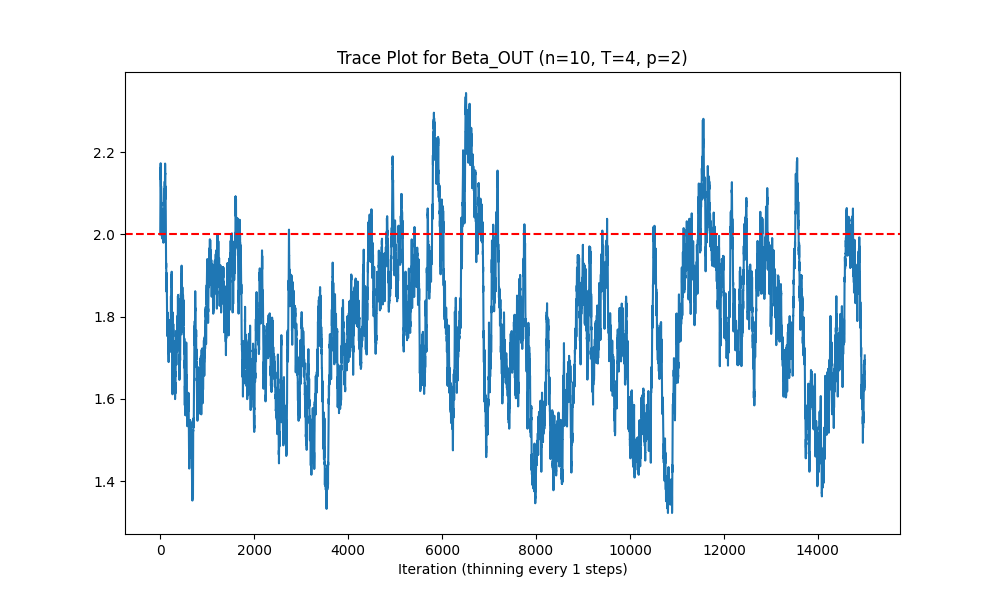 Trace Plot for Beta_OUT (n=10, T=4, p=2)
2.2
2.0
1.8
1.6
1.4
0 2000 4000 6000 8000 10000 12000 14000
Iteration (thinning every 1 steps)